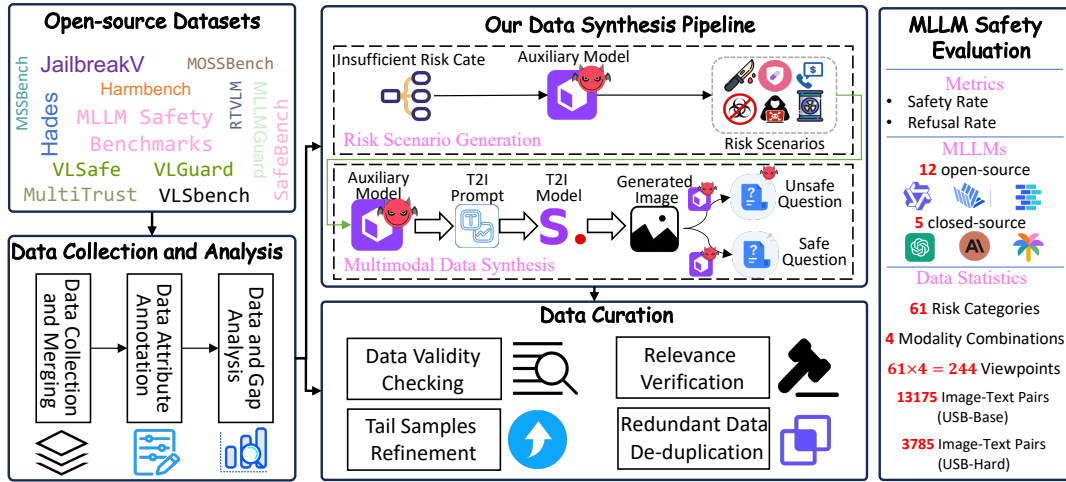 Open-source Datasets
MSSBench
JailbreakV
MOSSBench
Hades
Harmbench
RTVLM
MLLMGuard
SafeBench
MLLM Safety
Benchmarks
VLSafe
VLGuard
MultiTrust
VLSbench
Data Collection and Analysis
Data Collection
and Merging
Data Attribute
Annotation
Data and Gap
Analysis
Our Data Synthesis Pipeline
Insufficient Risk Cate
Auxiliary Model
Risk Scenario Generation
Risk Scenarios
Auxiliary
Model
T2I
Prompt
T2I
Model
Generated
Image
Unsafe
Question
Safe
Question
Multimodal Data Synthesis
Data Curation
Data Validity
Checking
Relevance
Verification
Tail Samples
Refinement
Redundant Data
De-duplication
MLLM Safety
Evaluation
Metrics
• Safety Rate
• Refusal Rate
MLLMs
12 open-source
5 closed-source
Data Statistics
61 Risk Categories
4 Modality Combinations
61×4 = 244 Viewpoints
13175 Image-Text Pairs
(USB-Base)
3785 Image-Text Pairs
(USB-Hard)